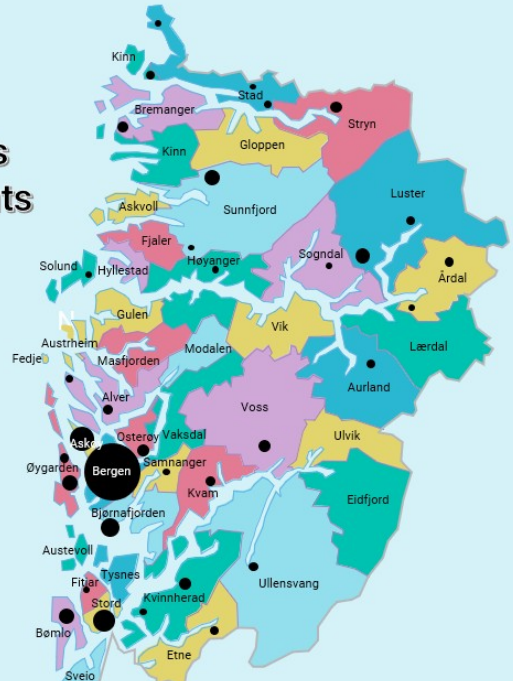 Kinn
Stad
Bremanger
Stryn
Kinn
Gloppen
s
Luster
ts
Askvoll
Sunnfjord
Fjaler
Sogndal
Høyanger
Solund
Hyllestad
Årdal
Gulen
N
Vik
Austrheim
Modalen
Lærdal
Fedje
Masfjorden
Aurland
Alver
Voss
Askøy
Osterøy
Vaksdal
Ulvik
Øygarden
Bergen
Samnanger
Kvam
Eidfjord
Bjørnafjorden
Austevoll
Tysnes
Fitjar
Ullensvang
Stord
Kvinnherad
Bømlo
Etne
Sveio